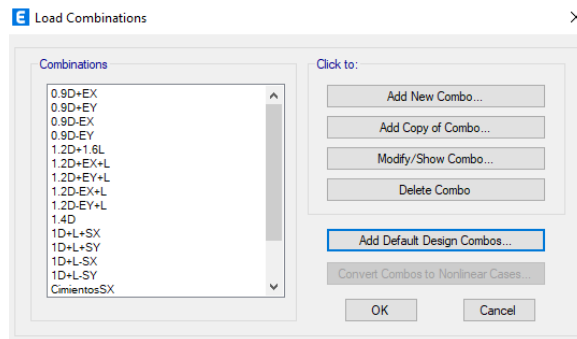 E Load Combinations
Combinations
0.9D+EX
0.9D+EY
0.9D-EX
0.9D-EY
1.2D+1.6L
1.2D+EX+L
1.2D+EY+L
1.2D-EX+L
1.2D-EY+L
1.4D
1D+L+SX
1D+L+SY
1D+L-SX
1D+L-SY
CimientosSX
Click to:
Add New Combo...
Add Copy of Combo...
Modify/Show Combo...
Delete Combo
Add Default Design Combos...
Convert Combos to Nonlinear Cases...
OK
Cancel